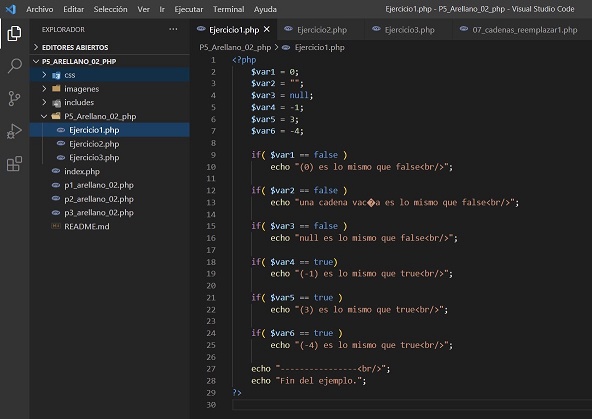 Archivo Editar Selección Ver Ir Ejecutar Terminal Ayuda
Ejercicio1.php - P5_Arellano_02_php - Visual Studio Code
EXPLORADOR
EDITORES ABIERTOS
P5_ARELLANO_02_PHP
css
imagenes
includes
P5_Arellano_02_php
Ejercicio1.php
Ejercicio2.php
Ejercicio3.php
index.php
p1_arellano_02.php
p2_arellano_02.php
p3_arellano_02.php
README.md
Ejercicio1.php Ejercicio2.php Ejercicio3.php 07_cadenas_reemplazar1.php
P5_Arellano_02_php > Ejercicio1.php
1 <?php
2 $var1 = 0;
3 $var2 = "";
4 $var3 = null;
5 $var4 = -1;
6 $var5 = 3;
7 $var6 = -4;
8
9 if( $var1 == false )
10 echo "(0) es lo mismo que false<br/>";
11
12 if( $var2 == false )
13 echo "una cadena vac�a es lo mismo que false<br/>";
14
15 if( $var3 == false )
16 echo "null es lo mismo que false<br/>";
17
18 if( $var4 == true)
19 echo "(-1) es lo mismo que true<br/>";
20
21 if( $var5 == true )
22 echo "(3) es lo mismo que true<br/>";
23
24 if( $var6 == true )
25 echo "(-4) es lo mismo que true<br/>";
26
27 echo "----------------<br/>";
28 echo "Fin del ejemplo.";
29 ?>
30